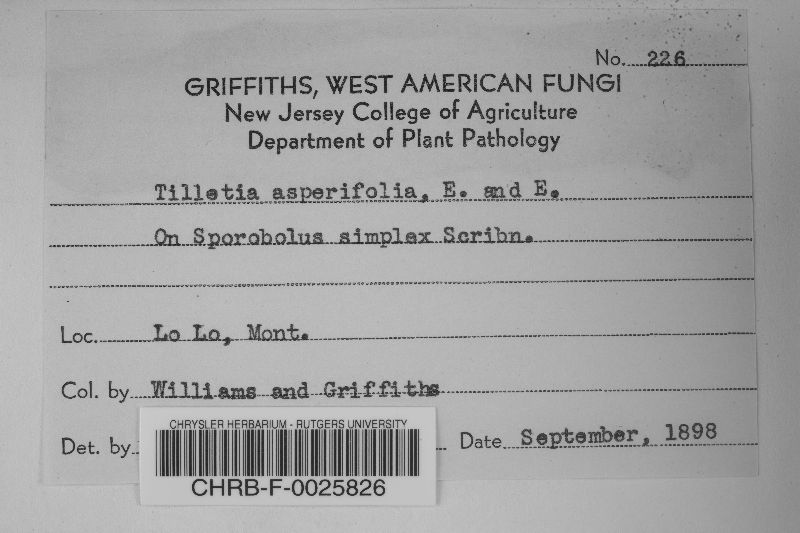 No. 226
GRIFFITHS, WEST AMERICAN FUNGI
New Jersey College of Agriculture
Department of Plant Pathology
Tilletia asperifolia, E. and E.
On Sporobolus simplex Scribn.
Loc. Lo Lo, Mont.
Col. by Williams and Griffiths
Det. by Date September, 1898
CHRYSLER HERBARIUM - RUTGERS UNIVERSITY
CHRB-F-0025826